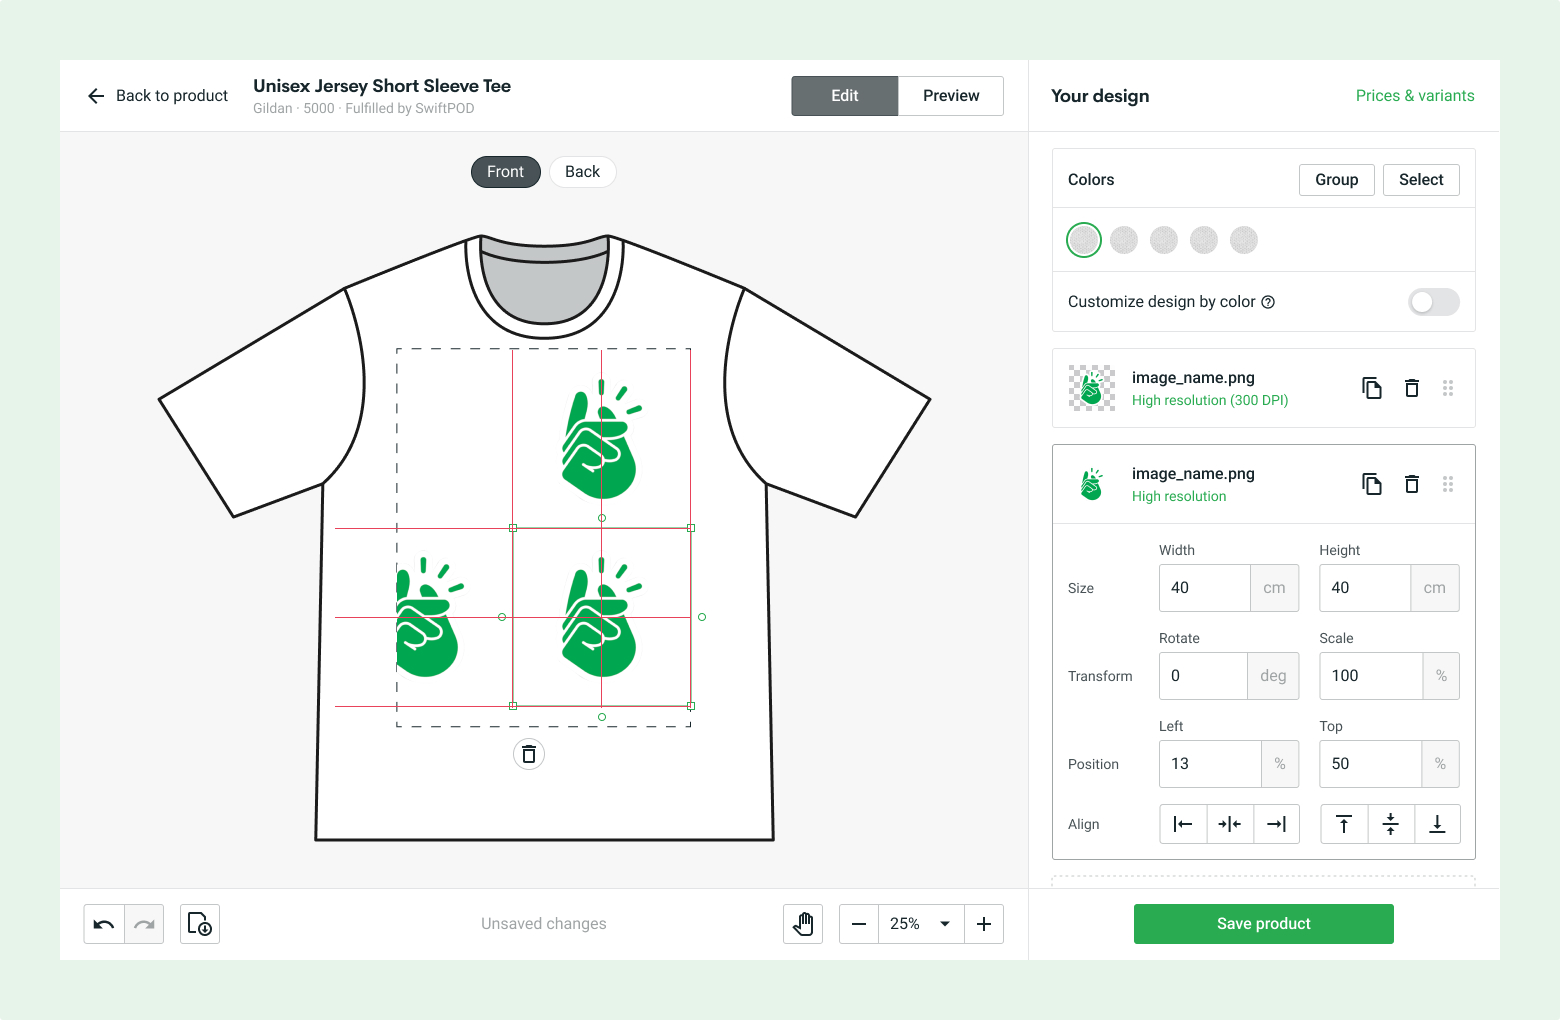 Back to product
Unisex Jersey Short Sleeve Tee
Gildan · 5000 · Fulfilled by SwiftPOD
Edit
Preview
Your design
Prices & variants
Front
Back
Colors
Group
Select
Customize design by color
image_name.png
High resolution (300 DPI)
image_name.png
High resolution
Width
Height
Size
40
cm
40
cm
Rotate
Scale
Transform
0
deg
100
%
Left
Top
Position
13
%
50
%
Align
Unsaved changes
25%
Save product